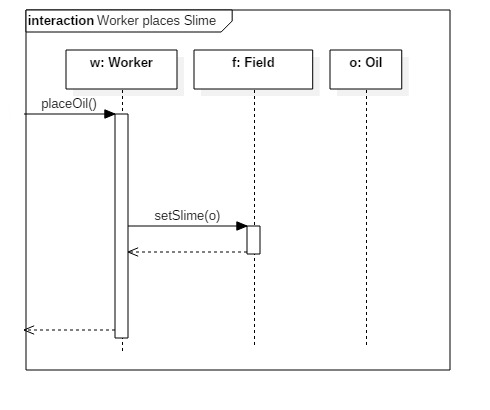 interaction Worker places Slime
w: Worker
f: Field
o: Oil
placeOil()
setSlime(o)